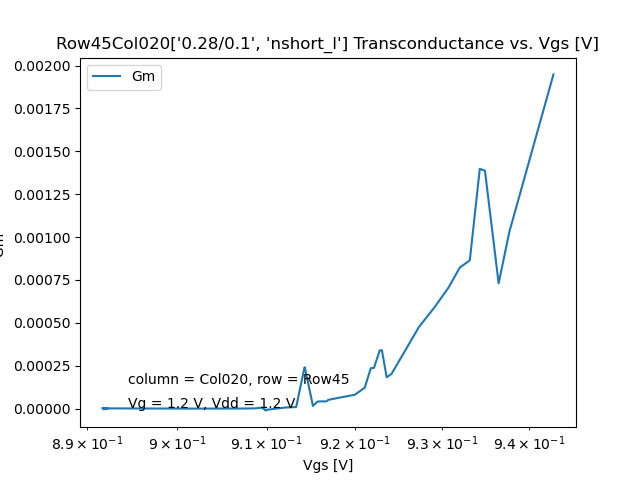 Row45Col020['0.28/0.1', 'nshort_l'] Transconductance vs. Vgs [V]
Gm
0.00200
0.00175
0.00150
0.00125
0.00100
0.00075
0.00050
0.00025
0.00000
Gm
column = Col020, row = Row45
Vg = 1.2 V, Vdd = 1.2 V
8.9 × 10⁻¹
9 × 10⁻¹
9.1 × 10⁻¹
9.2 × 10⁻¹
9.3 × 10⁻¹
9.4 × 10⁻¹
Vgs [V]